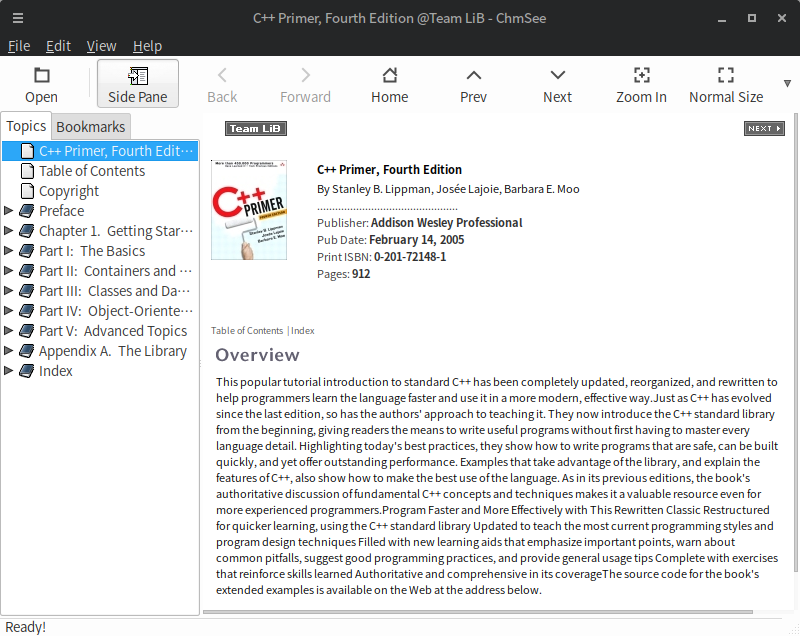 C++ Primer, Fourth Edition @Team LiB - ChmSee
File Edit View Help
Open Side Pane Back Forward Home Prev Next Zoom In Normal Size
Topics Bookmarks
C++ Primer, Fourth Edit···
Table of Contents
Copyright
Preface
Chapter 1. Getting Star···
Part I: The Basics
Part II: Containers and ···
Part III: Classes and Da···
Part IV: Object-Oriente···
Part V: Advanced Topics
Appendix A. The Library
Index
Team LiB
NEXT
C++
PRIMER
Stanley B. Lippman
Josée Lajoie
Barbara E. Moo
C++ Primer, Fourth Edition
By Stanley B. Lippman, Josée Lajoie, Barbara E. Moo
...............................................
Publisher: Addison Wesley Professional
Pub Date: February 14, 2005
Print ISBN: 0-201-72148-1
Pages: 912
Table of Contents | Index
Overview
This popular tutorial introduction to standard C++ has been completely updated, reorganized, and rewritten to
help programmers learn the language faster and use it in a more modern, effective way.Just as C++ has evolved
since the last edition, so has the authors' approach to teaching it. They now introduce the C++ standard library
from the beginning, giving readers the means to write useful programs without first having to master every
language detail. Highlighting today's best practices, they show how to write programs that are safe, can be built
quickly, and yet offer outstanding performance. Examples that take advantage of the library, and explain the
features of C++, also show how to make the best use of the language. As in its previous editions, the book's
authoritative discussion of fundamental C++ concepts and techniques makes it a valuable resource even for
more experienced programmers.Program Faster and More Effectively with This Rewritten Classic Restructured
for quicker learning, using the C++ standard library Updated to teach the most current programming styles and
program design techniques Filled with new learning aids that emphasize important points, warn about
common pitfalls, suggest good programming practices, and provide general usage tips Complete with exercises
that reinforce skills learned Authoritative and comprehensive in its coverageThe source code for the book's
extended examples is available on the Web at the address below.
Ready!